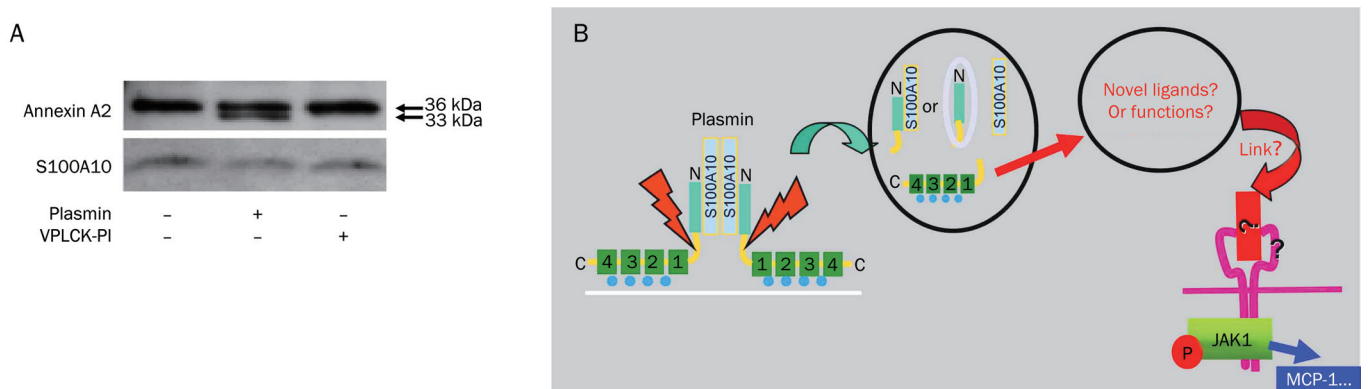 A
Annexin A2
36 kDa
33 kDa
S100A10
Plasmin - + -
VPLCK-PI - - +
B
Plasmin
N
S100A10
S100A10
N
C 4 3 2 1
1 2 3 4 C
N
S100A10
or
N
S100A10
C 4 3 2 1
Novel ligands?
Or functions?
Link?
?
?
P
JAK1
MCP-1...